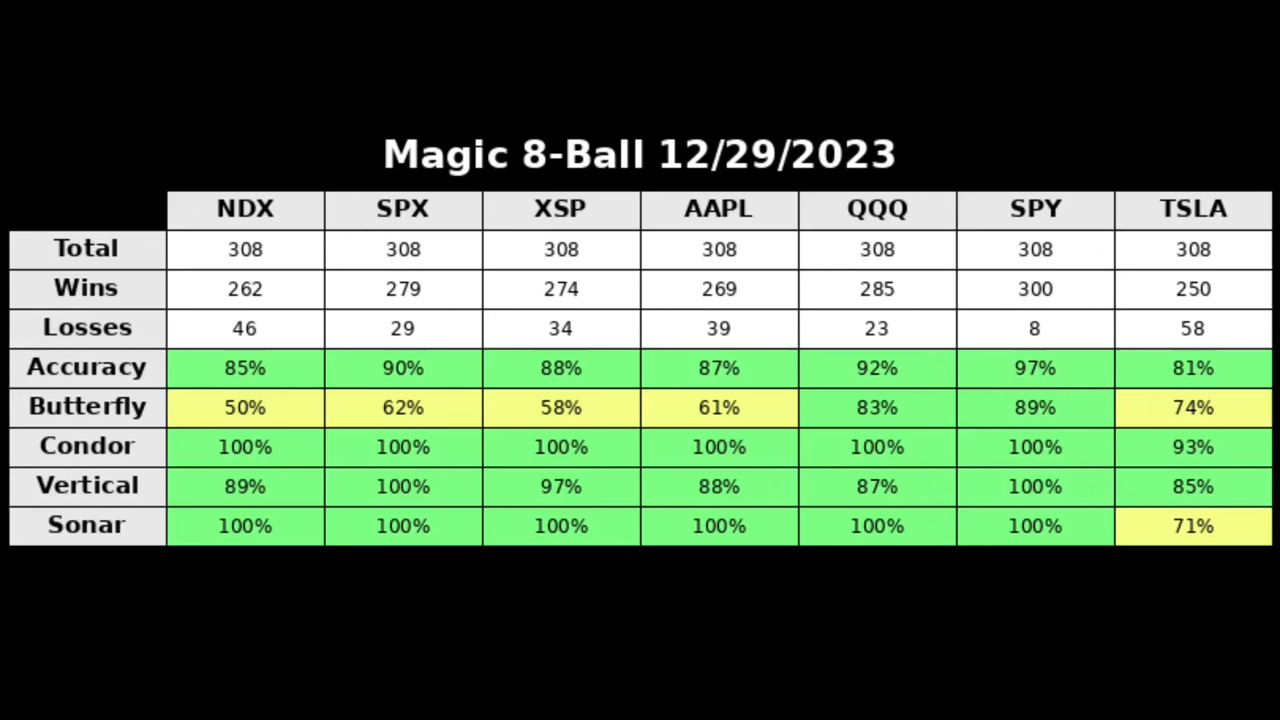 Magic 8-Ball 12/29/2023
NDX SPX XSP AAPL QQQ SPY TSLA
Total 308 308 308 308 308 308 308
Wins 262 279 274 269 285 300 250
Losses 46 29 34 39 23 8 58
Accuracy 85% 90% 88% 87% 92% 97% 81%
Butterfly 50% 62% 58% 61% 83% 89% 74%
Condor 100% 100% 100% 100% 100% 100% 93%
Vertical 89% 100% 97% 88% 87% 100% 85%
Sonar 100% 100% 100% 100% 100% 100% 71%